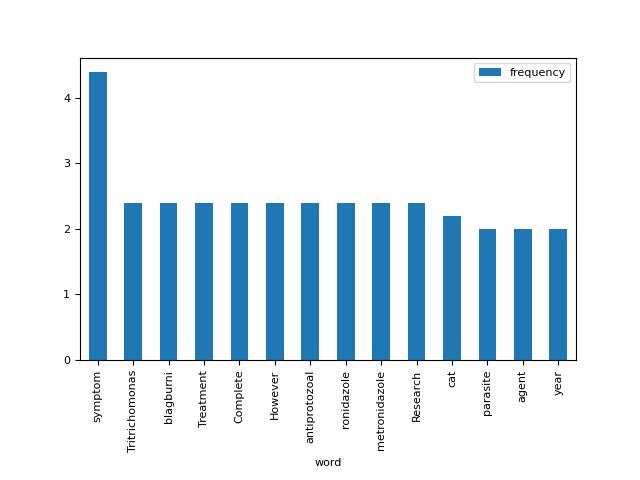 frequency
4
3
2
1
0
symptom
Tritrichomonas
blagburni
Treatment
Complete
However
antiprotozoal
ronidazole
metronidazole
Research
cat
parasite
agent
year
word